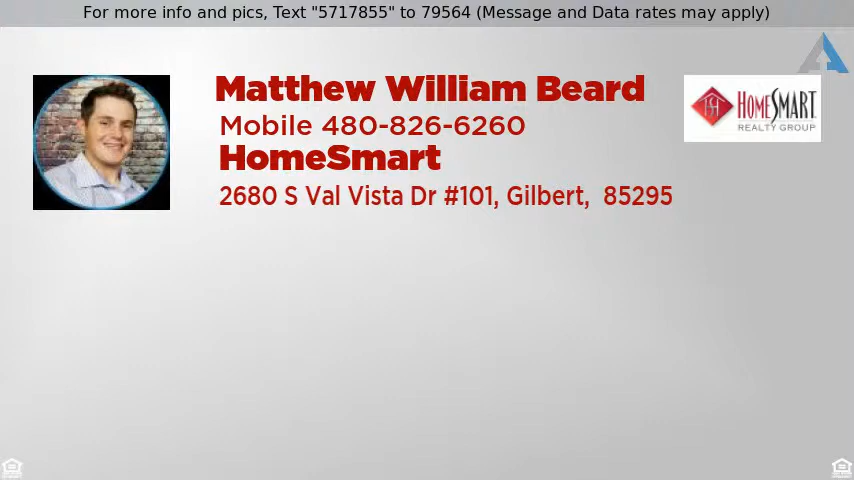 For more info and pics, Text "5717855" to 79564 (Message and Data rates may apply)
Matthew William Beard
Mobile 480-826-6260
HomeSmart
2680 S Val Vista Dr #101, Gilbert, 85295
HOMESMART
REALTY GROUP